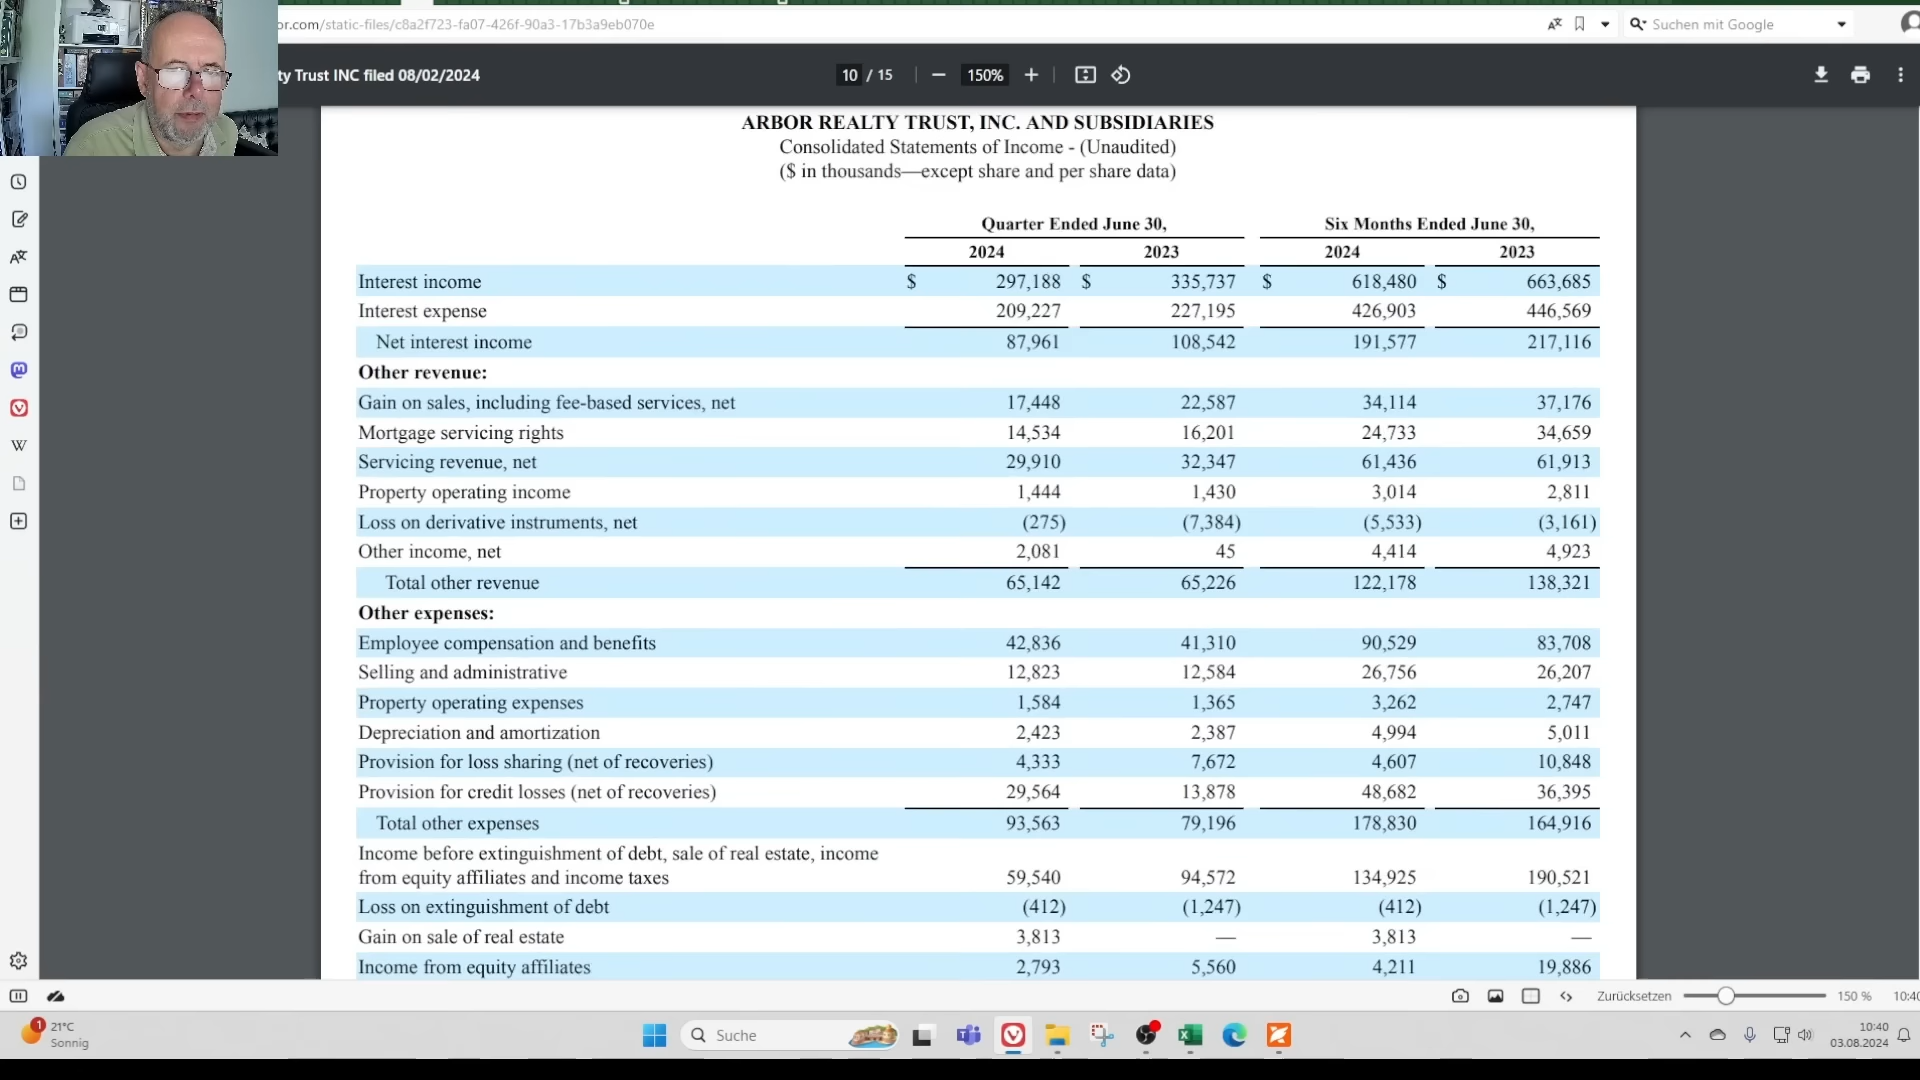 or.com/static-files/c8a2f723-fa07-426f-90a3-17b3a9eb070e
Suchen mit Google
ty Trust INC filed 08/02/2024
10 / 15
150%
ARBOR REALTY TRUST, INC. AND SUBSIDIARIES
Consolidated Statements of Income - (Unaudited)
($ in thousands—except share and per share data)
Quarter Ended June 30, Six Months Ended June 30,
2024 2023 2024 2023
Interest income $ 297,188 $ 335,737 $ 618,480 $ 663,685
Interest expense 209,227 227,195 426,903 446,569
Net interest income 87,961 108,542 191,577 217,116
Other revenue:
Gain on sales, including fee-based services, net 17,448 22,587 34,114 37,176
Mortgage servicing rights 14,534 16,201 24,733 34,659
Servicing revenue, net 29,910 32,347 61,436 61,913
Property operating income 1,444 1,430 3,014 2,811
Loss on derivative instruments, net (275) (7,384) (5,533) (3,161)
Other income, net 2,081 45 4,414 4,923
Total other revenue 65,142 65,226 122,178 138,321
Other expenses:
Employee compensation and benefits 42,836 41,310 90,529 83,708
Selling and administrative 12,823 12,584 26,756 26,207
Property operating expenses 1,584 1,365 3,262 2,747
Depreciation and amortization 2,423 2,387 4,994 5,011
Provision for loss sharing (net of recoveries) 4,333 7,672 4,607 10,848
Provision for credit losses (net of recoveries) 29,564 13,878 48,682 36,395
Total other expenses 93,563 79,196 178,830 164,916
Income before extinguishment of debt, sale of real estate, income
from equity affiliates and income taxes 59,540 94,572 134,925 190,521
Loss on extinguishment of debt (412) (1,247) (412) (1,247)
Gain on sale of real estate 3,813 — 3,813 —
Income from equity affiliates 2,793 5,560 4,211 19,886
Zurücksetzen 150 % 10:40
1 21°C
Sonnig
Suche
10:40
03.08.2024